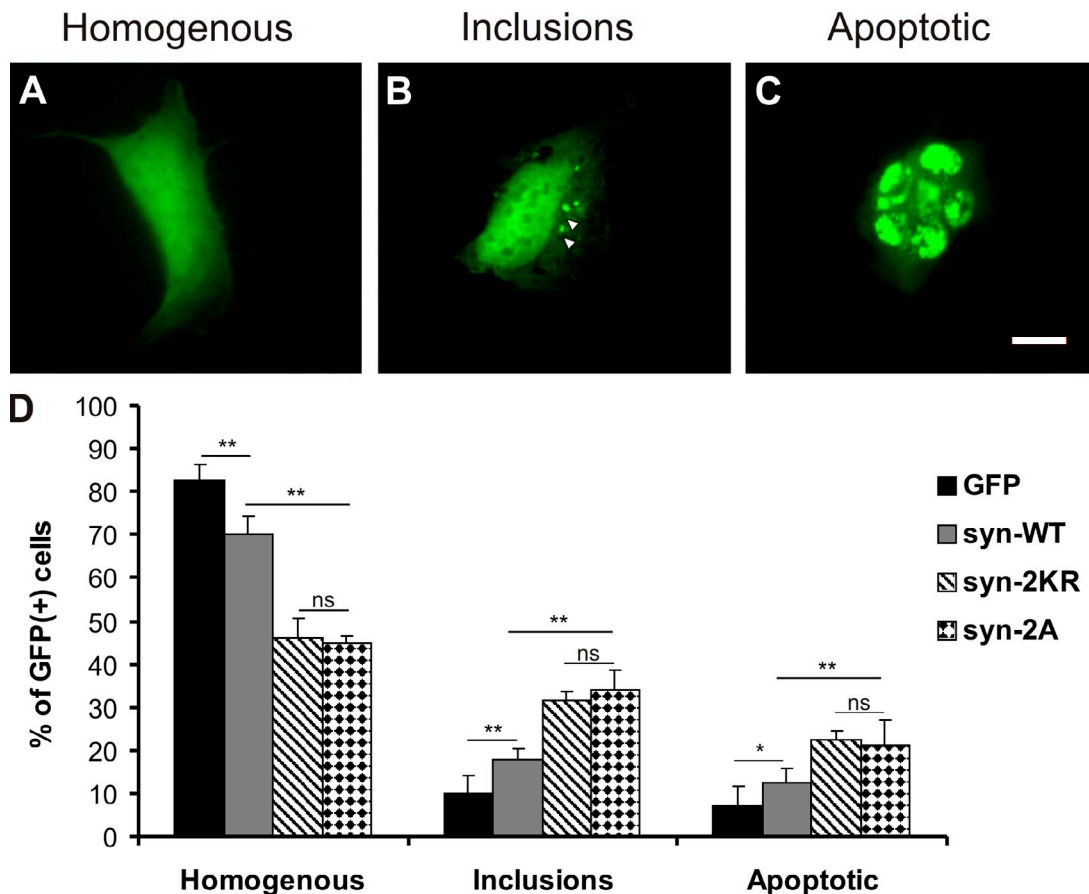 Homogenous Inclusions Apoptotic
A B C
D
100
90
80
70
60
50
40
30
20
10
0
% of GFP(+) cells
** ** ns
** ** ns
* ** ns
GFP
syn-WT
syn-2KR
syn-2A
Homogenous Inclusions Apoptotic